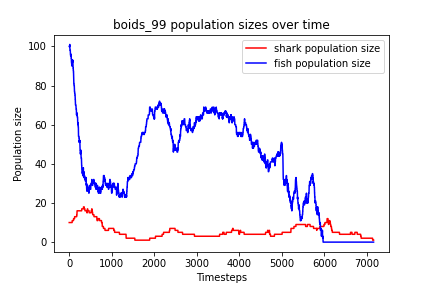 boids_99 population sizes over time
shark population size
fish population size
Population size
100
80
60
40
20
0
0 1000 2000 3000 4000 5000 6000 7000
Timesteps